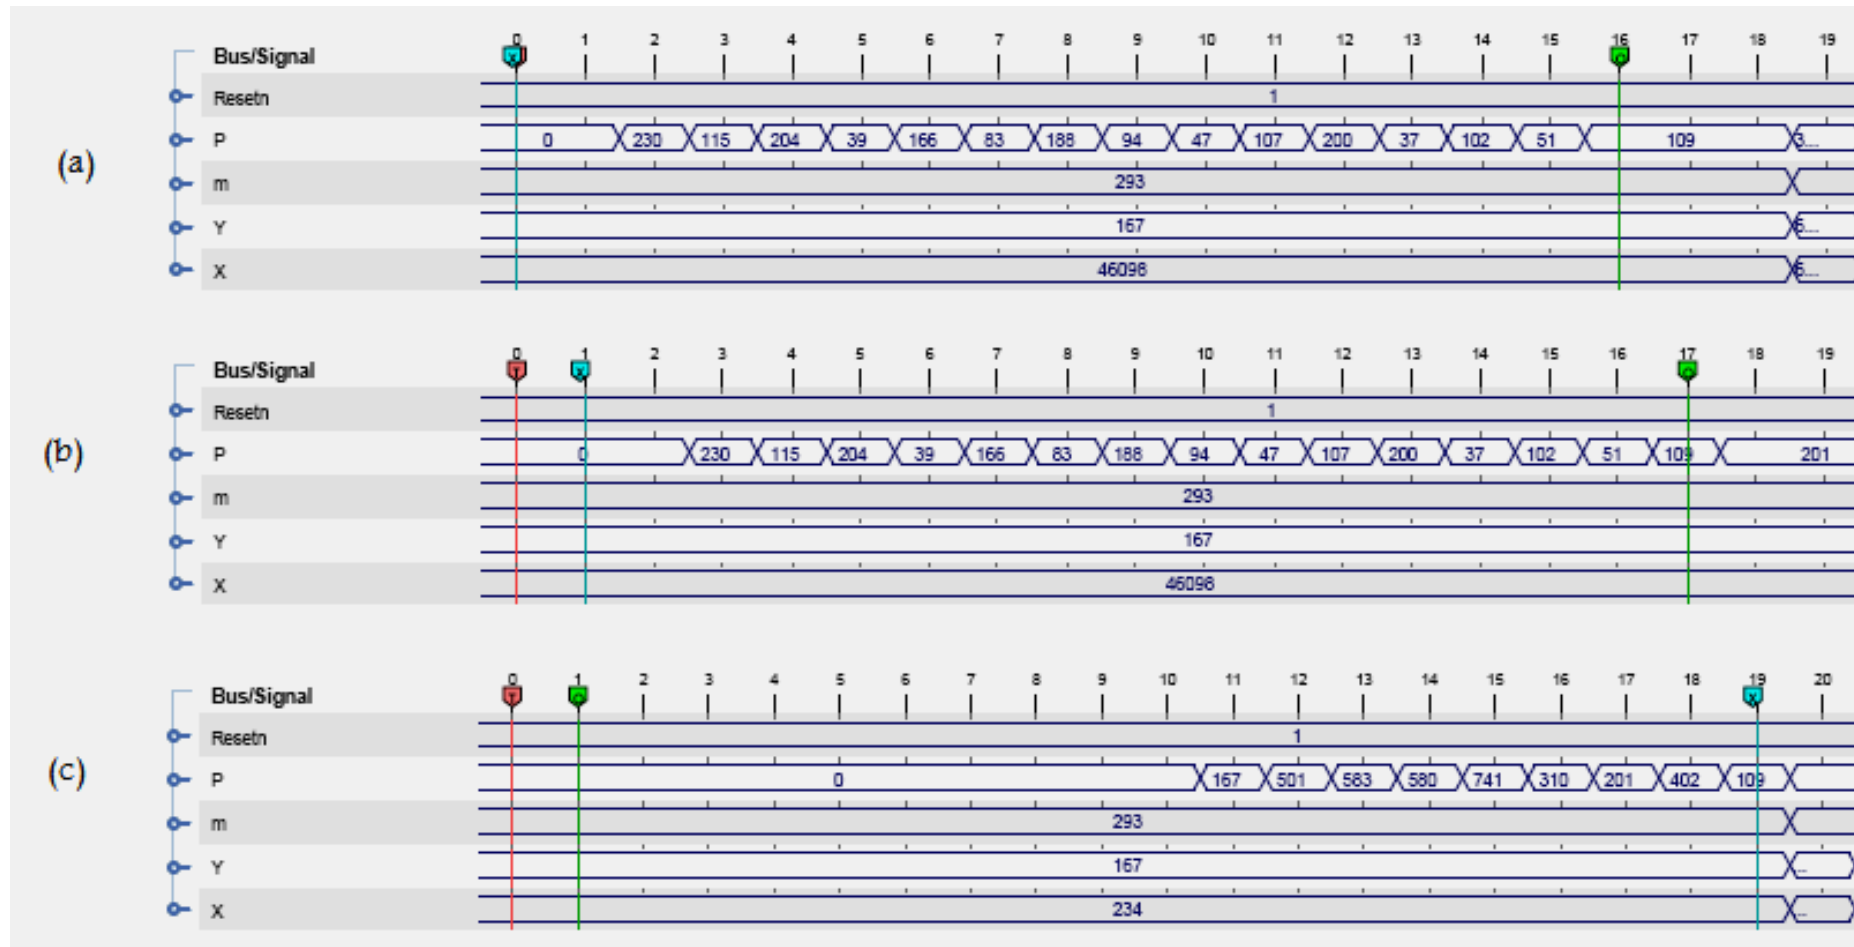 0 1 2 3 4 5 6 7 8 9 10 11 12 13 14 15 16 17 18 19
Bus/Signal X O
Resetn 1
(a) P 0 230 115 204 39 166 83 188 94 47 107 200 37 102 51 109 3...
m 293
Y 167 6...
X 46098 6...
0 1 2 3 4 5 6 7 8 9 10 11 12 13 14 15 16 17 18 19
Bus/Signal T X O
Resetn 1
(b) P 0 230 115 204 39 166 83 188 94 47 107 200 37 102 51 109 201
m 293
Y 167
X 46098
0 1 2 3 4 5 6 7 8 9 10 11 12 13 14 15 16 17 18 19 20
Bus/Signal T O X
Resetn 1
(c) P 0 167 501 583 580 741 310 201 402 109
m 293
Y 167 ...
X 234 ...